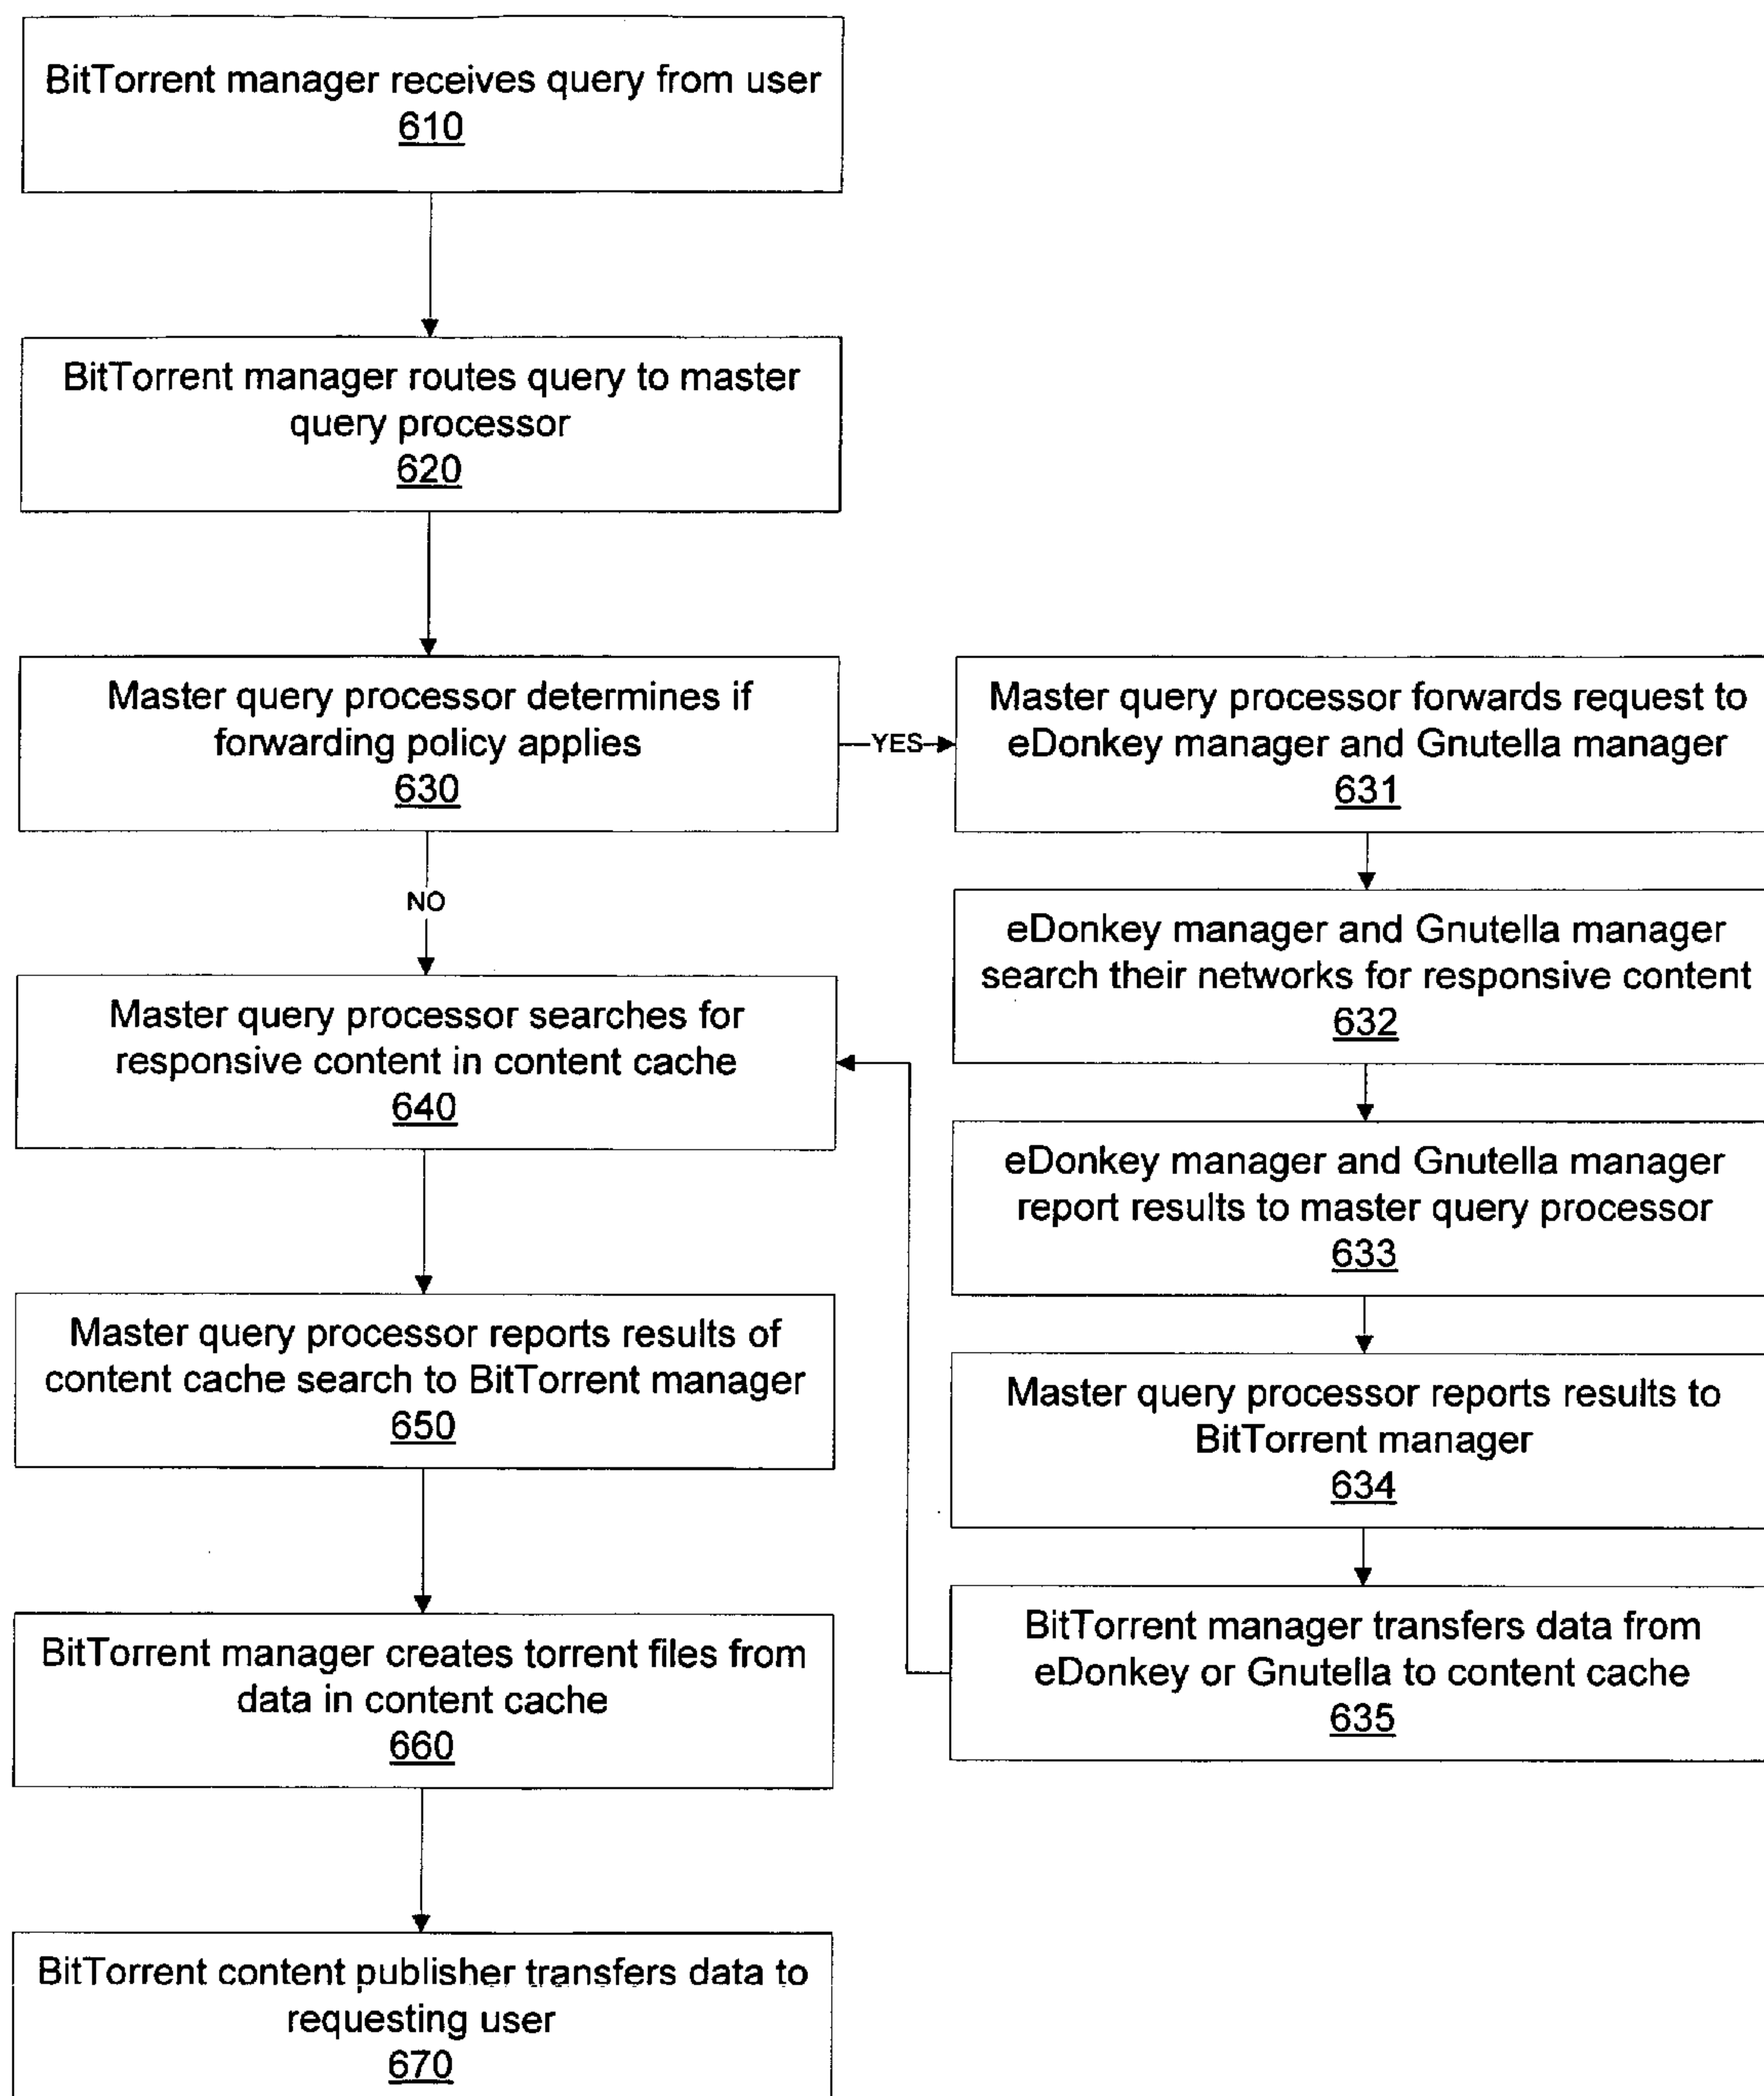 BitTorrent manager receives query from user
610
BitTorrent manager routes query to master
query processor
620
Master query processor determines if
forwarding policy applies
630
YES
Master query processor forwards request to
eDonkey manager and Gnutella manager
631
NO
eDonkey manager and Gnutella manager
search their networks for responsive content
632
Master query processor searches for
responsive content in content cache
640
eDonkey manager and Gnutella manager
report results to master query processor
633
Master query processor reports results of
content cache search to BitTorrent manager
650
Master query processor reports results to
BitTorrent manager
634
BitTorrent manager transfers data from
eDonkey or Gnutella to content cache
635
BitTorrent manager creates torrent files from
data in content cache
660
BitTorrent content publisher transfers data to
requesting user
670